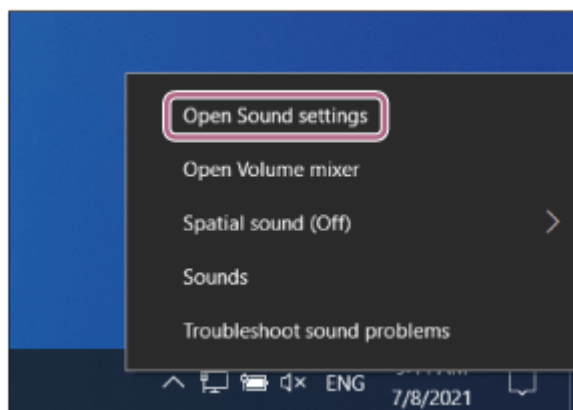 Open Sound settings
Open Volume mixer
Spatial sound (Off)
Sounds
Troubleshoot sound problems
ENG
7/8/2021